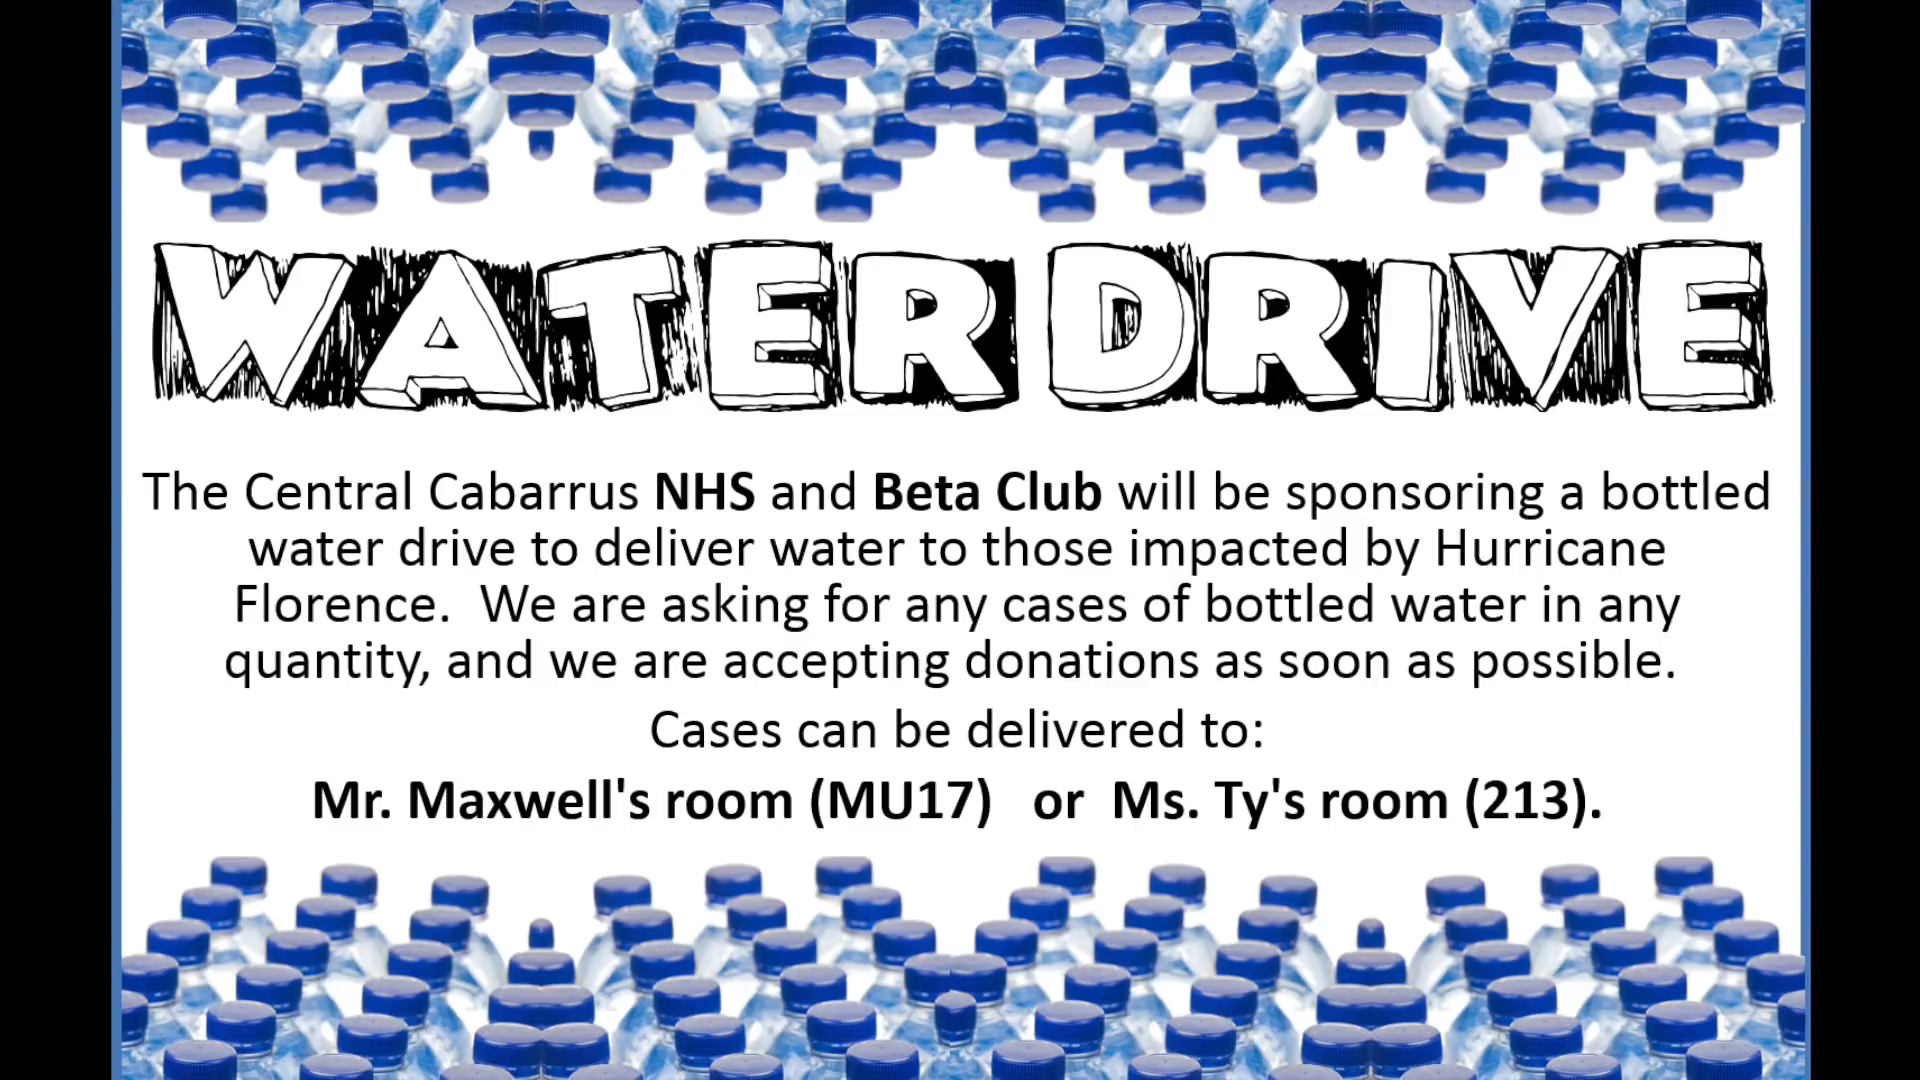 WATER DRIVE
The Central Cabarrus NHS and Beta Club will be sponsoring a bottled
water drive to deliver water to those impacted by Hurricane
Florence.  We are asking for any cases of bottled water in any
quantity, and we are accepting donations as soon as possible.
Cases can be delivered to:
Mr. Maxwell's room (MU17)   or  Ms. Ty's room (213).